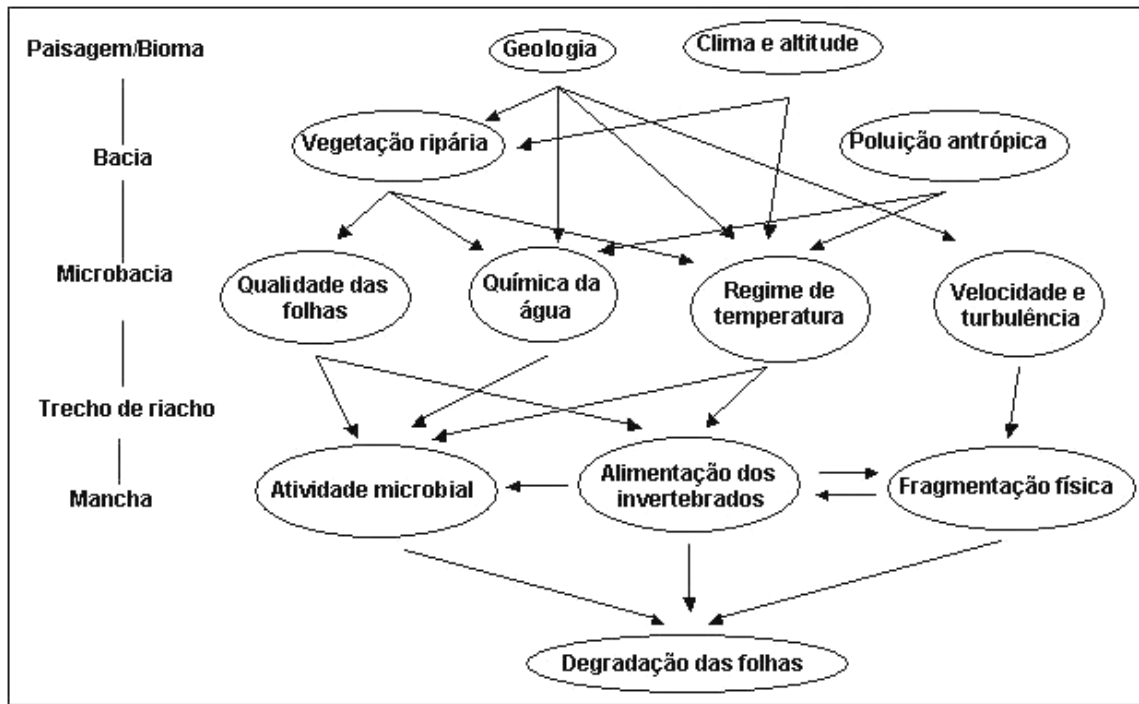 Paisagem/Bioma
Geologia
Clima e altitude
Vegetação ripária
Bacia
Poluição antrópica
Microbacia
Qualidade das
folhas
Química da
água
Regime de
temperatura
Velocidade e
turbulência
Trecho de riacho
Mancha
Atividade microbial
Alimentação dos
invertebrados
Fragmentação física
Degradação das folhas